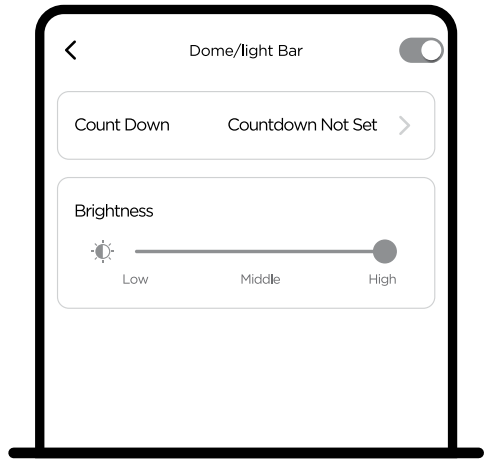 Dome/light Bar
Count Down Countdown Not Set
Brightness
Low Middle High